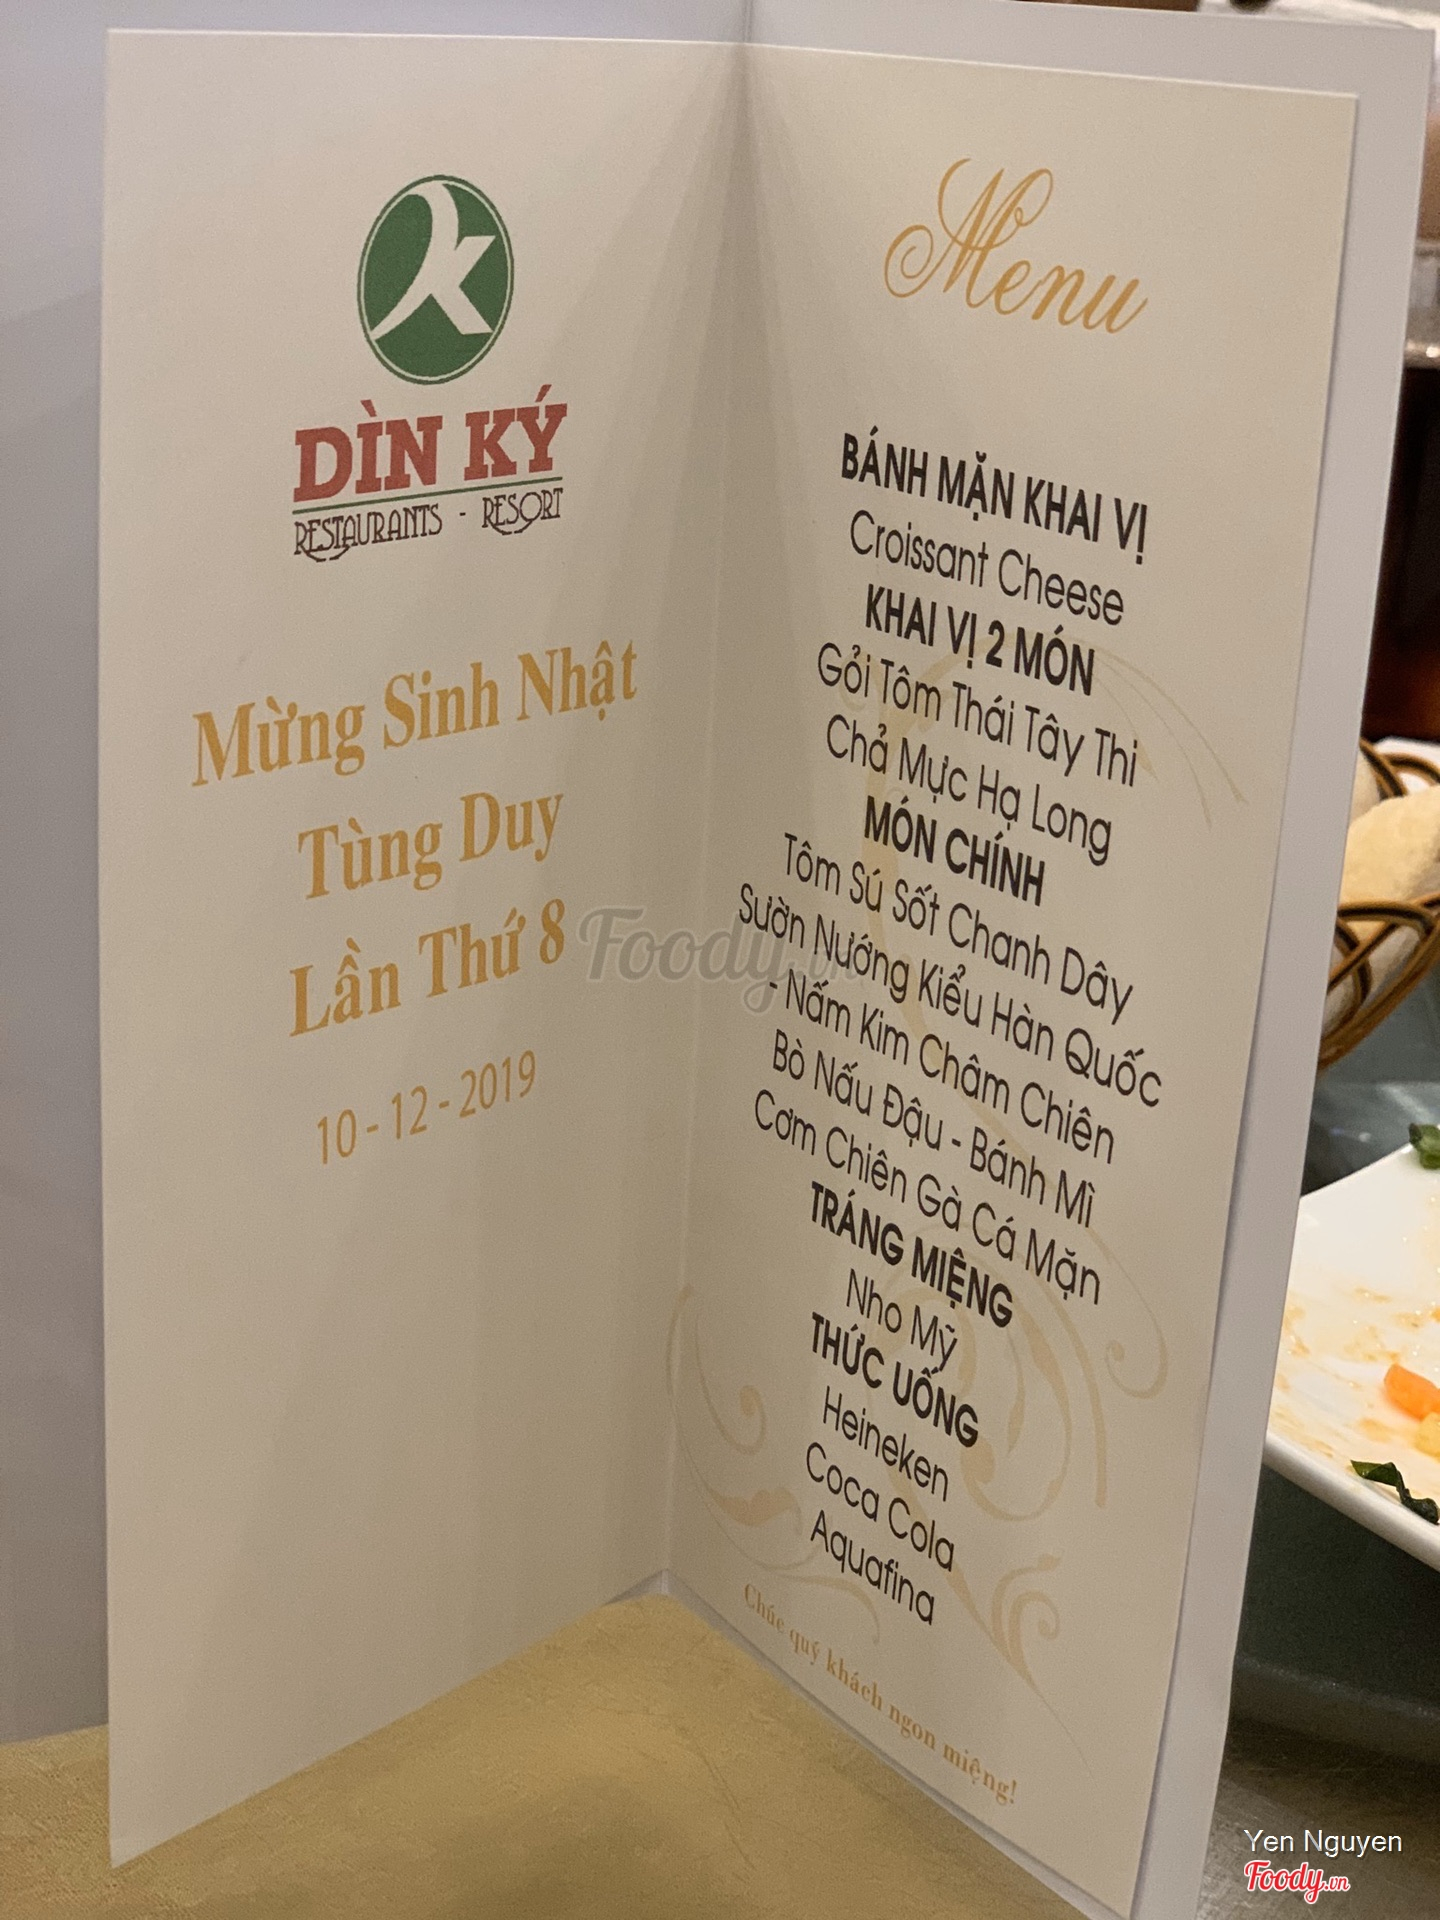 K
DÌN KÝ
RESTAURANTS - RESORT
Mừng Sinh Nhật
Tùng Duy
Lần Thứ 8
10 - 12 - 2019
Menu
BÁNH MẶN KHAI VỊ
Croissant Cheese
KHAI VỊ 2 MÓN
Gỏi Tôm Thái Tây Thi
Chả Mực Hạ Long
MÓN CHÍNH
Tôm Sú Sốt Chanh Dây
Sườn Nướng Kiểu Hàn Quốc
- Nấm Kim Châm Chiên
Bò Nấu Đậu - Bánh Mì
Cơm Chiên Gà Cá Mặn
TRÁNG MIỆNG
Nho Mỹ
THỨC UỐNG
Heineken
Coca Cola
Aquafina
Chúc quý khách ngon miệng!
Foody.vn
Yen Nguyen
Foody.vn